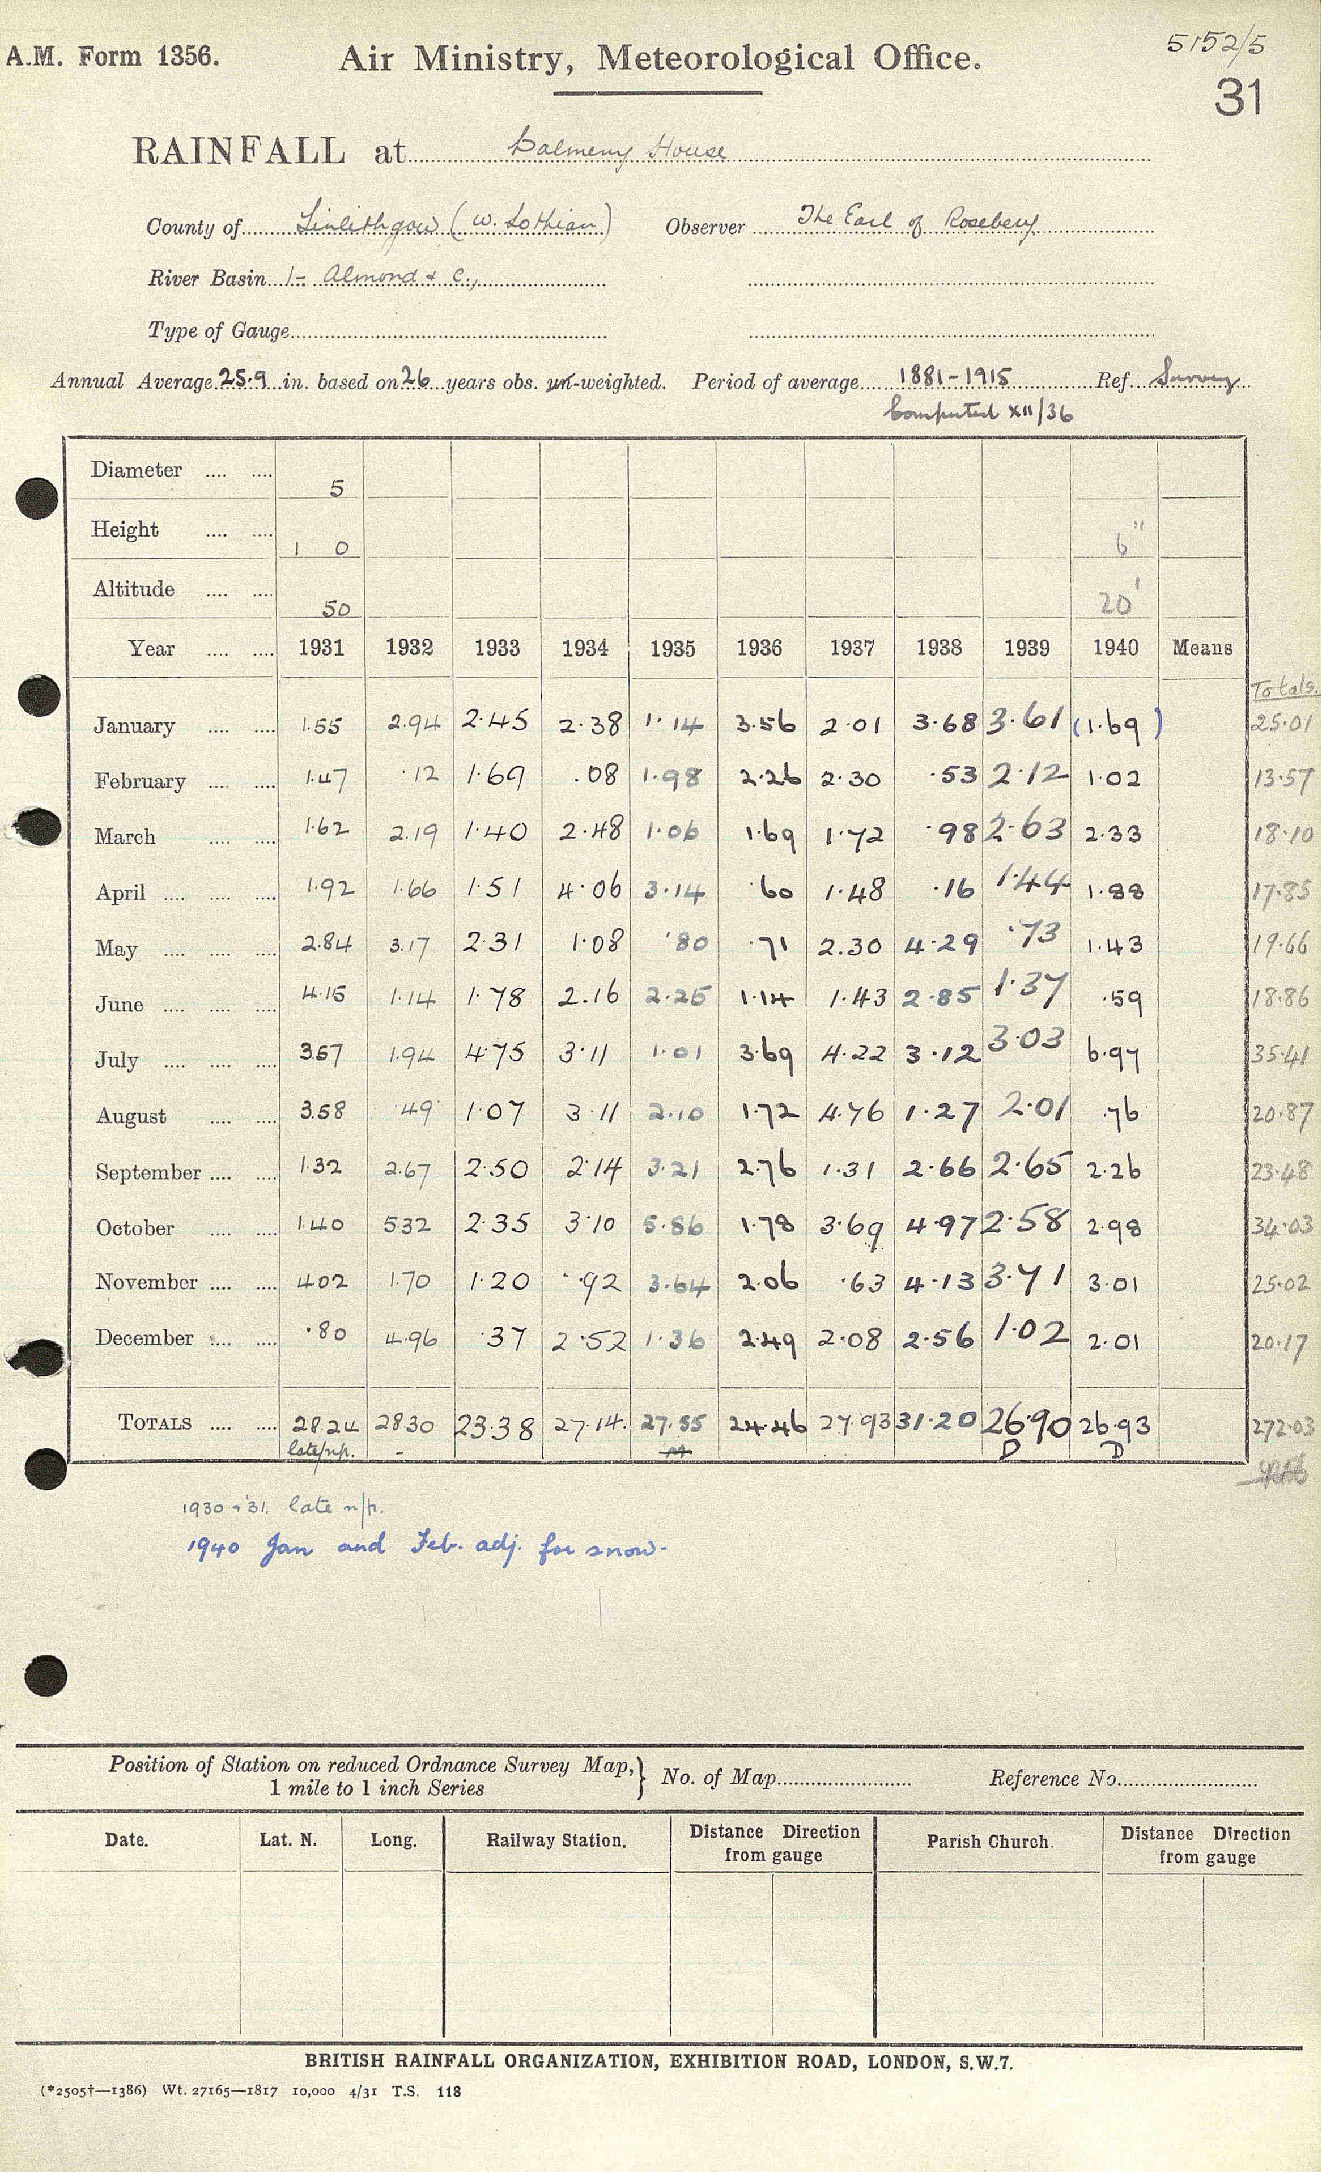 A.M. Form 1356.
Air Ministry, Meteorological Office.
5152/5
31
RAINFALL at Dalmeny House
County of Linlithgow (W. Lothian) Observer The Earl of Rosebery
River Basin 1- Almond & c.,
Type of Gauge
Annual Average 25.9 in. based on 26 years obs. un-weighted. Period of average 1881-1915 Ref. Survey
Computed XII/36
Diameter .... .... 5
Height .... .... 1 0 6"
Altitude .... .... 50 20'
Year .... .... 1931 1932 1933 1934 1935 1936 1937 1938 1939 1940 Means
Totals.
January .... .... 1.55 2.94 2.45 2.38 1.14 3.56 2.01 3.68 3.61 (1.69) 25.01
February .... .... 1.47 .12 1.69 .08 1.98 2.26 2.30 .53 2.12 1.02 13.57
March .... .... 1.62 2.19 1.40 2.48 1.06 1.69 1.72 .98 2.63 2.33 18.10
April .... .... .... 1.92 1.66 1.51 4.06 3.14 .60 1.48 .16 1.44 1.88 17.85
May .... .... .... 2.84 3.17 2.31 1.08 .80 .71 2.30 4.29 .73 1.43 19.66
June .... .... .... 4.15 1.14 1.78 2.16 2.25 1.14 1.43 2.85 1.37 .59 18.86
July .... .... .... 3.57 1.94 4.75 3.11 1.01 3.69 4.22 3.12 3.03 6.97 35.41
August .... .... 3.58 .49 1.07 3.11 2.10 1.72 4.76 1.27 2.01 .76 20.87
September .... .... 1.32 2.67 2.50 2.14 3.21 2.76 1.31 2.66 2.65 2.26 23.48
October .... .... 1.40 5.32 2.35 3.10 5.86 1.78 3.69 4.97 2.58 2.98 34.03
November .... .... 4.02 1.70 1.20 .92 3.64 2.06 .63 4.13 3.71 3.01 25.02
December .... .... .80 4.96 .37 2.52 1.36 2.49 2.08 2.56 1.02 2.01 20.17
TOTALS .... .... 28.24 28.30 23.38 27.14. 27.55 24.46 27.93 31.20 26.90 26.93 272.03
late/n.p. - D D
1930 & '31. late n/p.
1940 Jan and Feb. adj. for snow.
Position of Station on reduced Ordnance Survey Map, } No. of Map Reference No.
1 mile to 1 inch Series
Date. Lat. N. Long. Railway Station. Distance Direction from gauge Parish Church. Distance Direction from gauge
BRITISH RAINFALL ORGANIZATION, EXHIBITION ROAD, LONDON, S.W.7.
(*2505†—1386) Wt. 27165—1817 10,000 4/31 T.S. 118